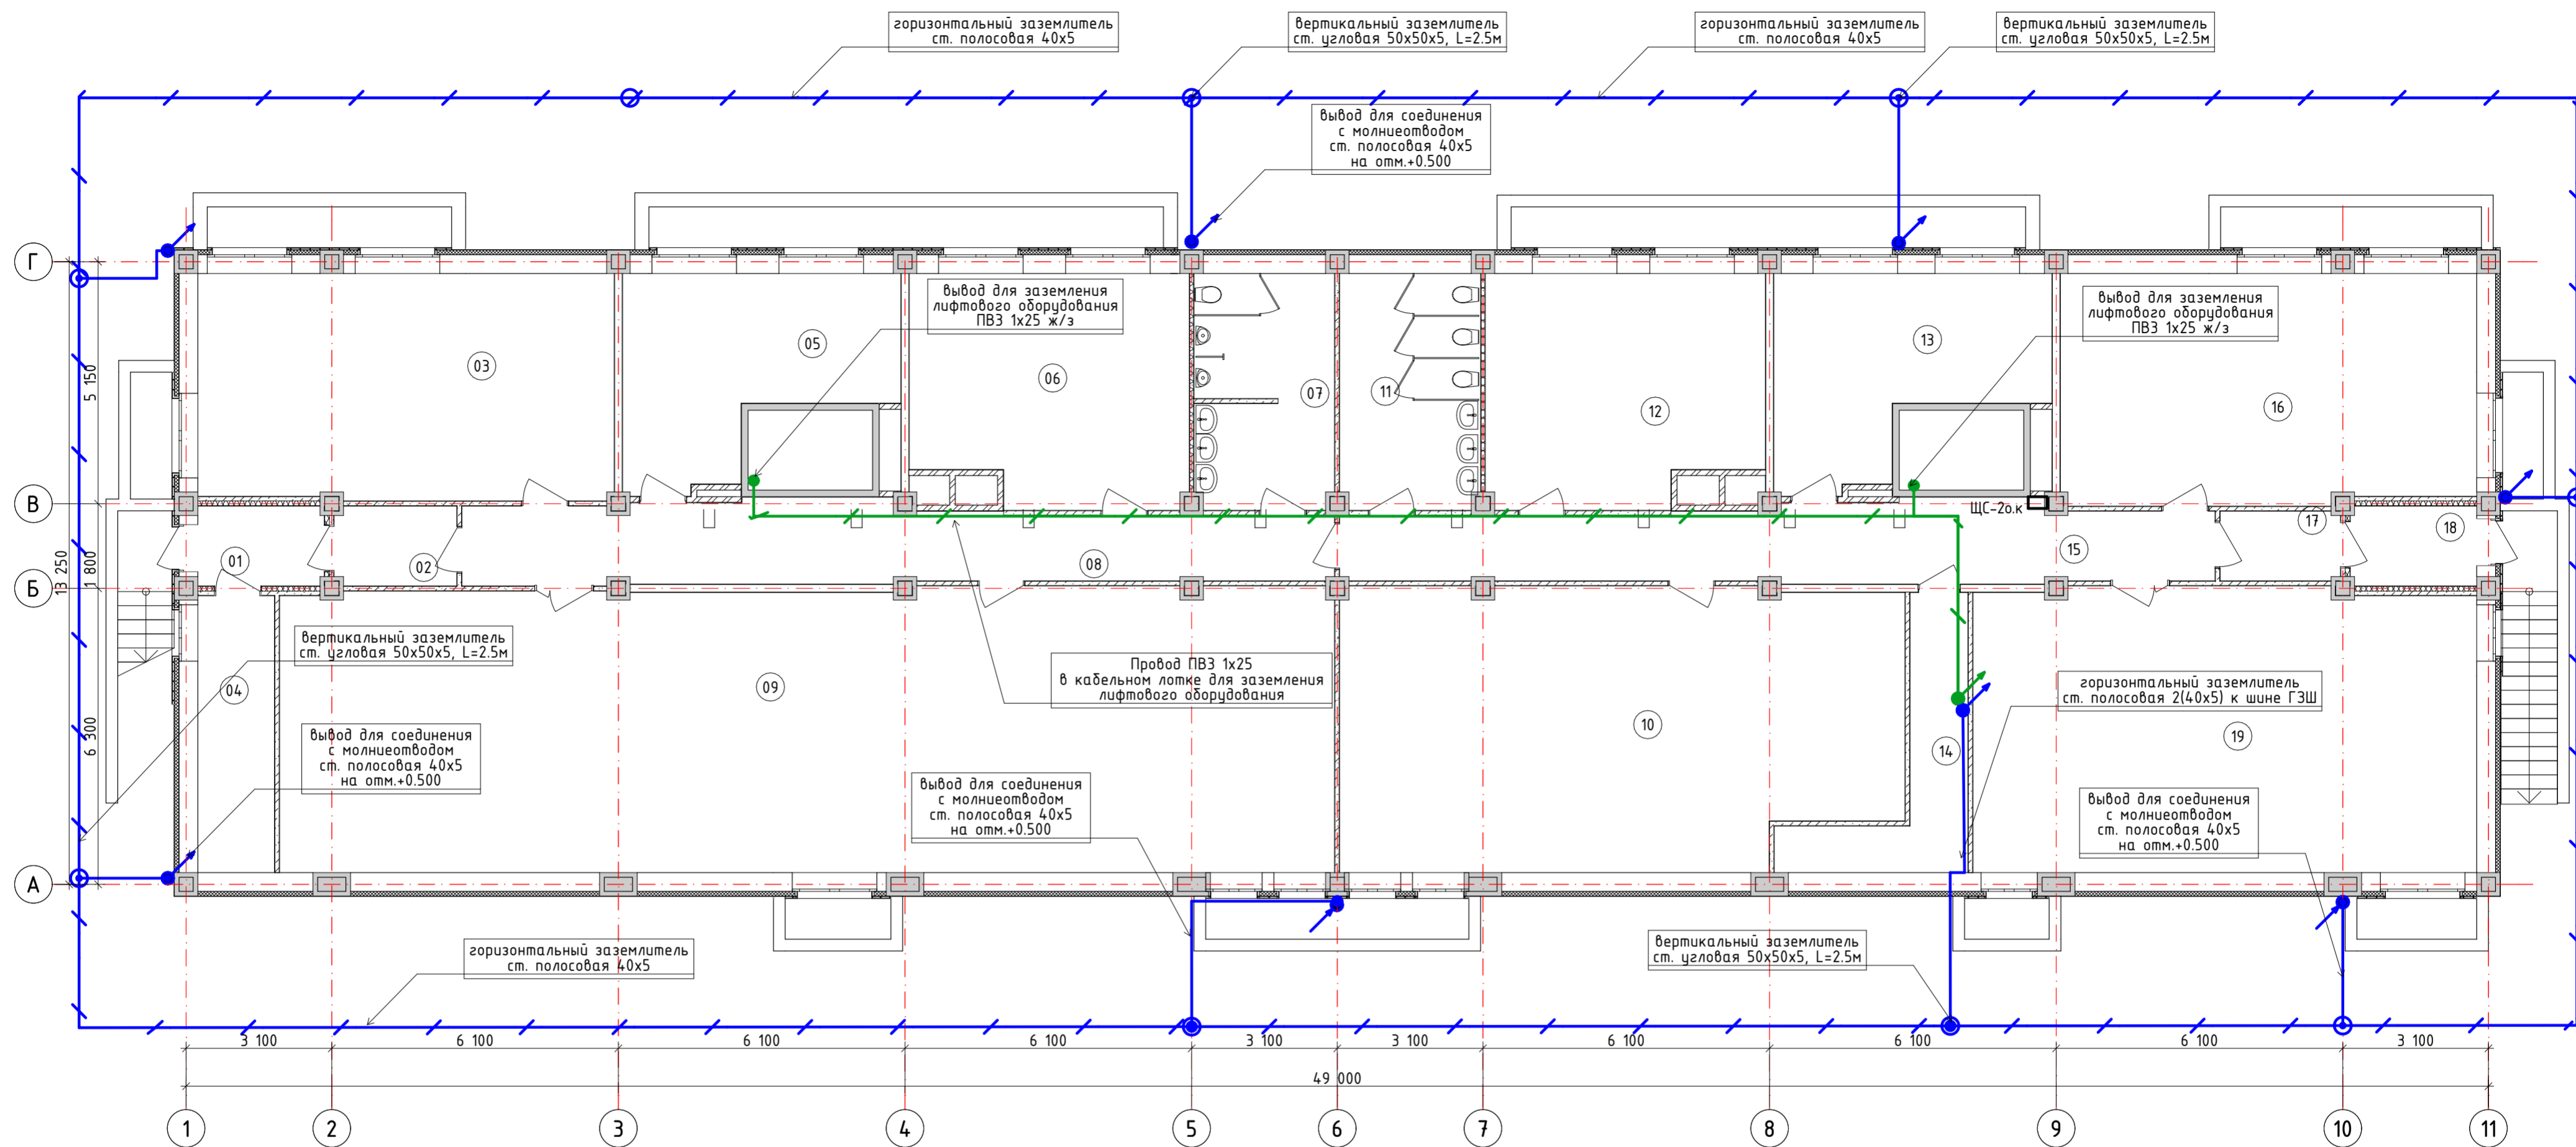 горизонтальный заземлитель
ст. полосовая 40х5
вертикальный заземлитель
ст. угловая 50х50х5, L=2.5м
горизонтальный заземлитель
ст. полосовая 40х5
вертикальный заземлитель
ст. угловая 50х50х5, L=2.5м
вывод для соединения
с молниеотводом
ст. полосовая 40х5
на отм.+0.500
Г
вывод для заземления
лифтового оборудования
ПВЗ 1х25 ж/з
вывод для заземления
лифтового оборудования
ПВЗ 1х25 ж/з
03
05
06
07
11
12
13
16
5 150
В
ЩС-2о.к
01
02
08
15
17
18
13 250
1 800
Б
вертикальный заземлитель
ст. угловая 50х50х5, L=2.5м
04
09
Провод ПВЗ 1х25
в кабельном лотке для заземления
лифтового оборудования
10
14
горизонтальный заземлитель
ст. полосовая 2(40х5) к шине ГЗШ
19
6 300
вывод для соединения
с молниеотводом
ст. полосовая 40х5
на отм.+0.500
вывод для соединения
с молниеотводом
ст. полосовая 40х5
на отм.+0.500
вывод для соединения
с молниеотводом
ст. полосовая 40х5
на отм.+0.500
А
горизонтальный заземлитель
ст. полосовая 40х5
вертикальный заземлитель
ст. угловая 50х50х5, L=2.5м
3 100
6 100
6 100
6 100
3 100
3 100
6 100
6 100
6 100
3 100
49 000
1
2
3
4
5
6
7
8
9
10
11